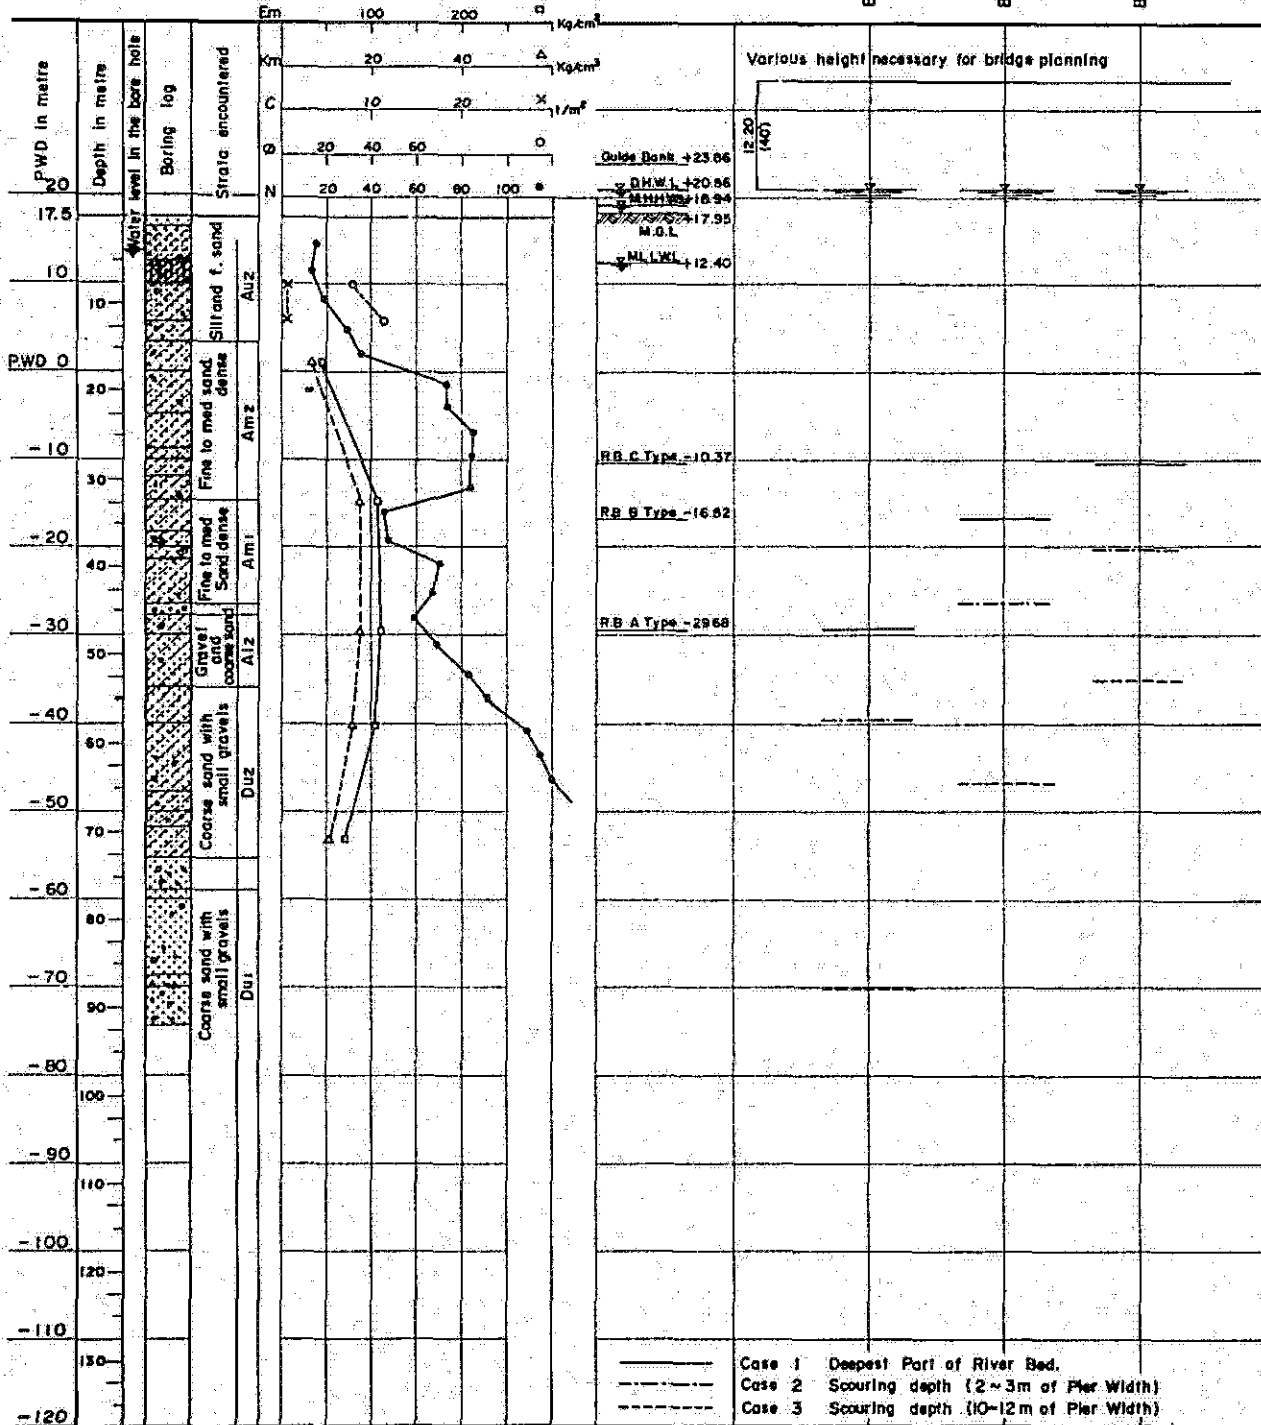 Em 100 200 Kg/cm²
Km 20 40 Kg/cm³
C 10 20 t/m²
Ø 20 40 60
N 20 40 60 80 100
PWD in metre
Depth in metre
Water level in the bore hole
Boring log
Strata encountered
Various height necessary for bridge planning
12.20
(40')
Guide Bank +23.86
D.H.W.L +20.86
M.H.H.W.L +18.94
+17.95
M.G.L
M.L.L.W.L +12.40
R.B C Type -10.37
R.B B Type -16.82
R.B A Type -29.68
20
17.5
10
PWD 0
-10
-20
-30
-40
-50
-60
-70
-80
-90
-100
-110
-120
10
20
30
40
50
60
70
80
90
100
110
120
130
Silt and f. sand
Au2
Fine to med sand
dense
Am2
Fine to med
Sand dense
Am1
Gravel
and
coarse sand
Al2
Coarse sand with
small gravels
Du2
Coarse sand with
small gravels
Du1
Case 1 Deepest Part of River Bed.
Case 2 Scouring depth (2~3m of Pier Width)
Case 3 Scouring depth (10~12m of Pier Width)